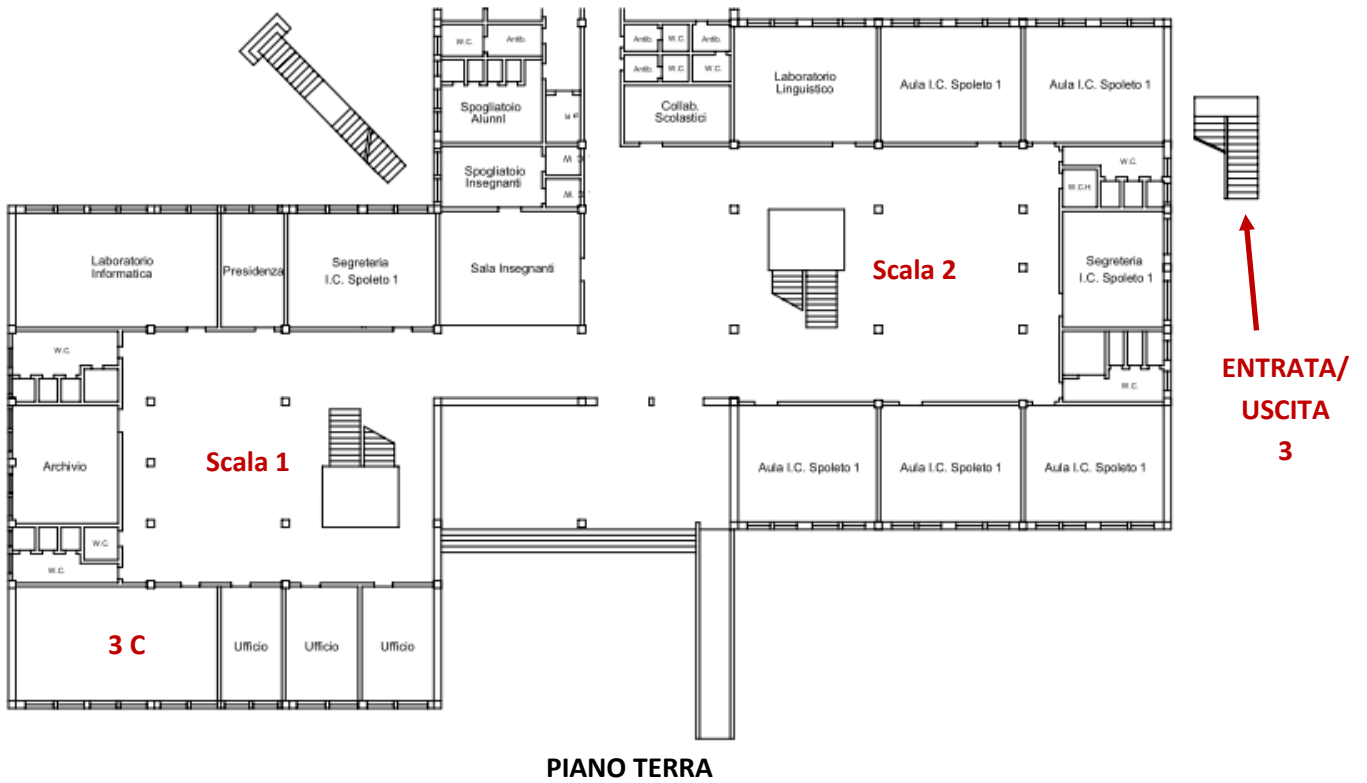 W.C.
Antib.
Antib.
W.C.
Antib.
Antib.
W.C.
W.C.
Spogliatoio
Alunni
Collab.
Scolastici
Laboratorio
Linguistico
Aula I.C. Spoleto 1
Aula I.C. Spoleto 1
Spogliatoio
Insegnanti
W.C.
W.C.H.
Laboratorio
Informatica
Presidenza
Segreteria
I.C. Spoleto 1
Sala Insegnanti
Scala 2
Segreteria
I.C. Spoleto 1
W.C.
W.C.
ENTRATA/
USCITA
3
Archivio
Scala 1
Aula I.C. Spoleto 1
Aula I.C. Spoleto 1
Aula I.C. Spoleto 1
W.C.
W.C.
3 C
Ufficio
Ufficio
Ufficio
PIANO TERRA